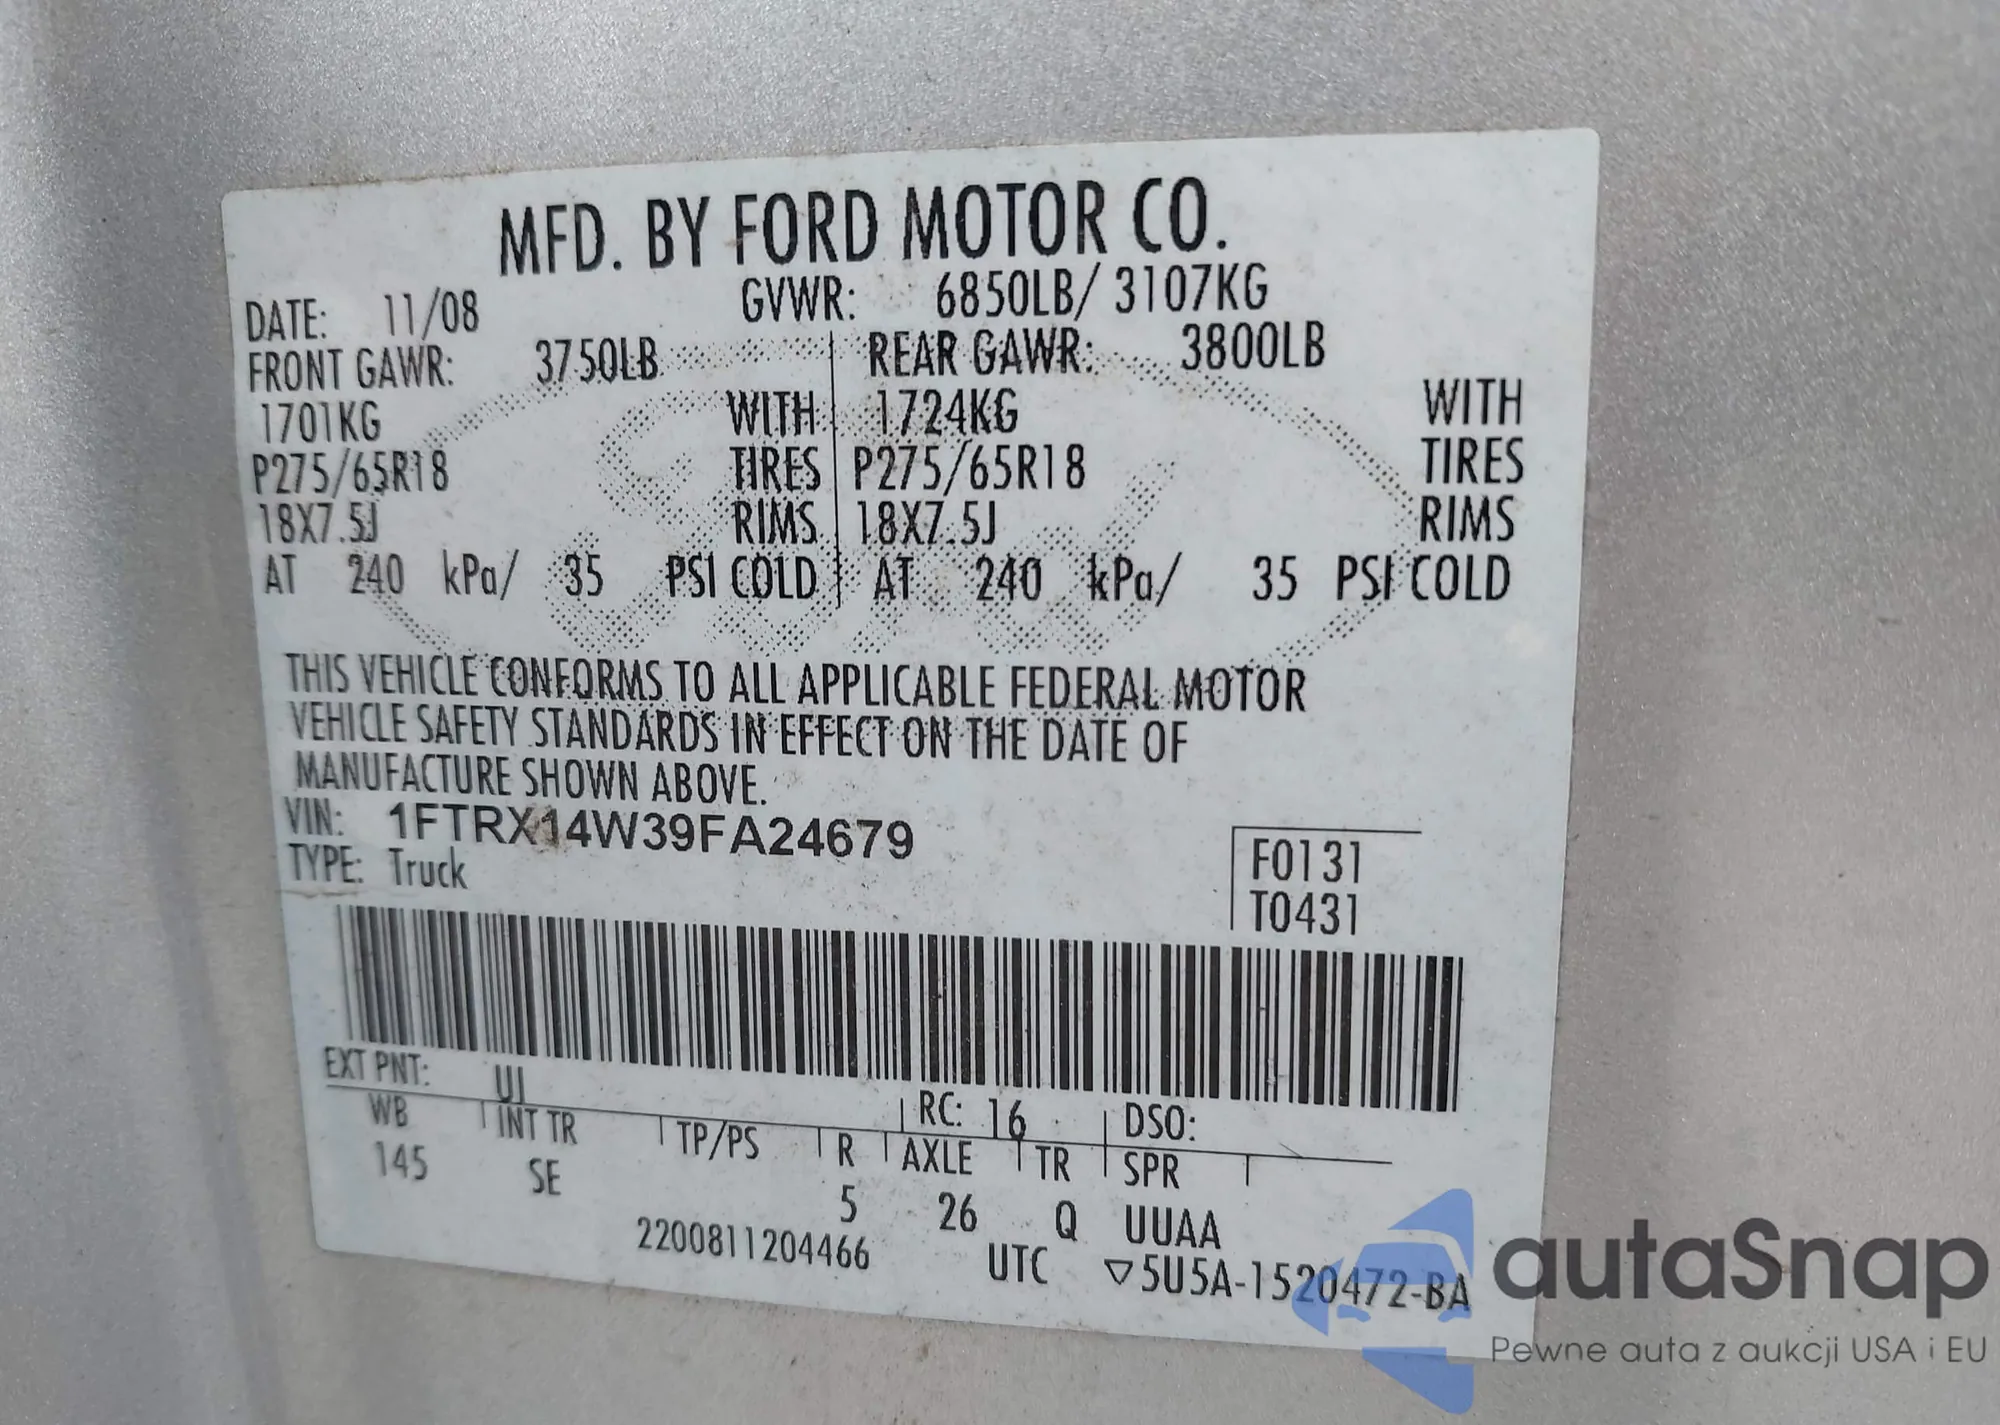 MFD. BY FORD MOTOR CO.
DATE: 11/08 GVWR: 6850LB/ 3107KG
FRONT GAWR: 3750LB REAR GAWR: 3800LB
1701KG WITH 1724KG WITH
P275/65R18 TIRES P275/65R18 TIRES
18X7.5J RIMS 18X7.5J RIMS
AT 240 kPa/ 35 PSI COLD AT 240 kPa/ 35 PSI COLD
THIS VEHICLE CONFORMS TO ALL APPLICABLE FEDERAL MOTOR
VEHICLE SAFETY STANDARDS IN EFFECT ON THE DATE OF
MANUFACTURE SHOWN ABOVE.
VIN: 1FTRX14W39FA24679
TYPE: Truck
F0131
T0431
EXT PNT: UJ RC: 16 DSO:
WB INT TR TP/PS R AXLE TR SPR
145 SE 5 26 Q UUAA
2200811204466 UTC ▽5U5A-1520472-BA
autaSnap
Pewne auta z aukcji USA i EU